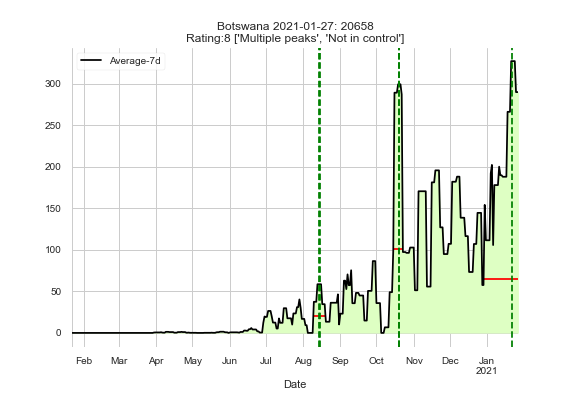 Botswana 2021-01-27: 20658
Rating:8 ['Multiple peaks', 'Not in control']
Average-7d
300
250
200
150
100
50
0
Feb Mar Apr May Jun Jul Aug Sep Oct Nov Dec Jan
2021
Date